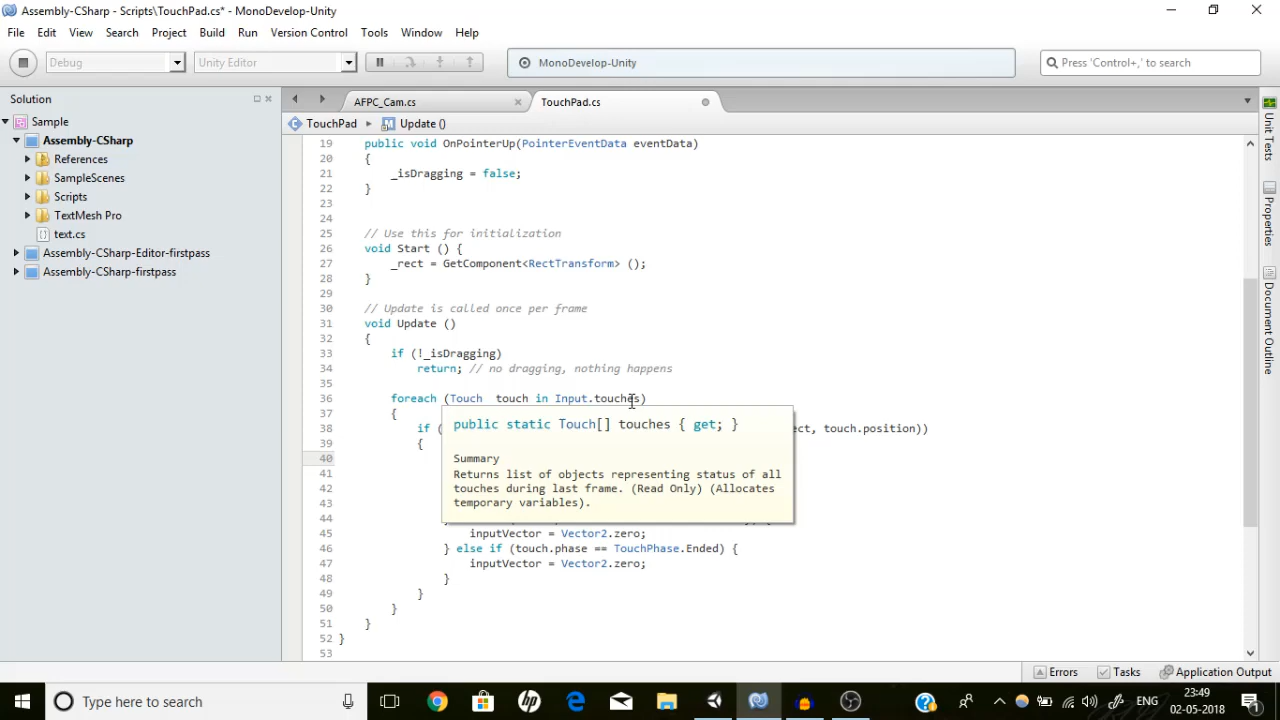 Assembly-CSharp - Scripts\TouchPad.cs* - MonoDevelop-Unity
File Edit View Search Project Build Run Version Control Tools Window Help
Debug Unity Editor MonoDevelop-Unity Press 'Control+,' to search
Solution
Sample
Assembly-CSharp
References
SampleScenes
Scripts
TextMesh Pro
text.cs
Assembly-CSharp-Editor-firstpass
Assembly-CSharp-firstpass
AFPC_Cam.cs TouchPad.cs
TouchPad Update ()
19 public void OnPointerUp(PointerEventData eventData)
20 {
21 _isDragging = false;
22 }
23
24
25 // Use this for initialization
26 void Start () {
27 _rect = GetComponent<RectTransform> ();
28 }
29
30 // Update is called once per frame
31 void Update ()
32 {
33 if (!_isDragging)
34 return; // no dragging, nothing happens
35
36 foreach (Touch touch in Input.touches)
37 {
38 if ( ct, touch.position))
39 {
40
41
42
43
44
45 inputVector = Vector2.zero;
46 } else if (touch.phase == TouchPhase.Ended) {
47 inputVector = Vector2.zero;
48 }
49 }
50 }
51 }
52 }
53
public static Touch[] touches { get; }
Summary
Returns list of objects representing status of all
touches during last frame. (Read Only) (Allocates
temporary variables).
Unit Tests
Properties
Document Outline
Errors Tasks Application Output
Type here to search
ENG
23:49
02-05-2018